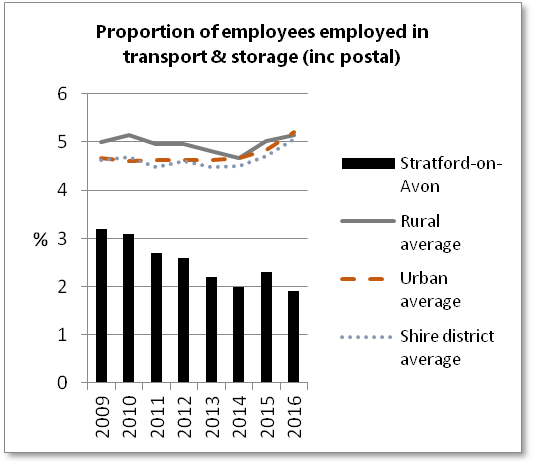 Proportion of employees employed in
transport & storage (inc postal)
6
5
4
3
2
1
0
%
2009
2010
2011
2012
2013
2014
2015
2016
Stratford-on-
Avon
Rural
average
Urban
average
Shire district
average